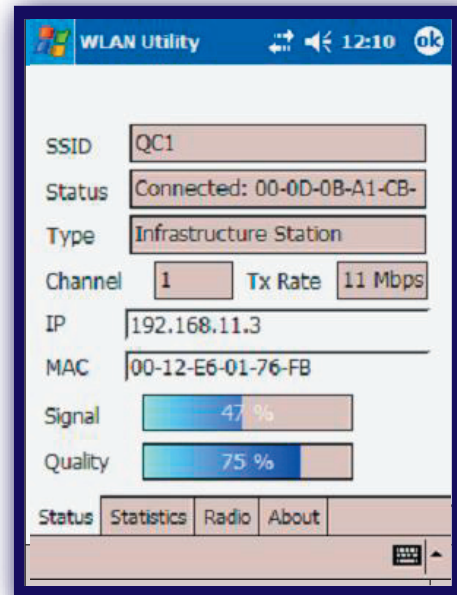 WLAN Utility 12:10 ok
SSID QC1
Status Connected: 00-0D-0B-A1-CB-
Type Infrastructure Station
Channel 1 Tx Rate 11 Mbps
IP 192.168.11.3
MAC 00-12-E6-01-76-FB
Signal 47 %
Quality 75 %
Status Statistics Radio About